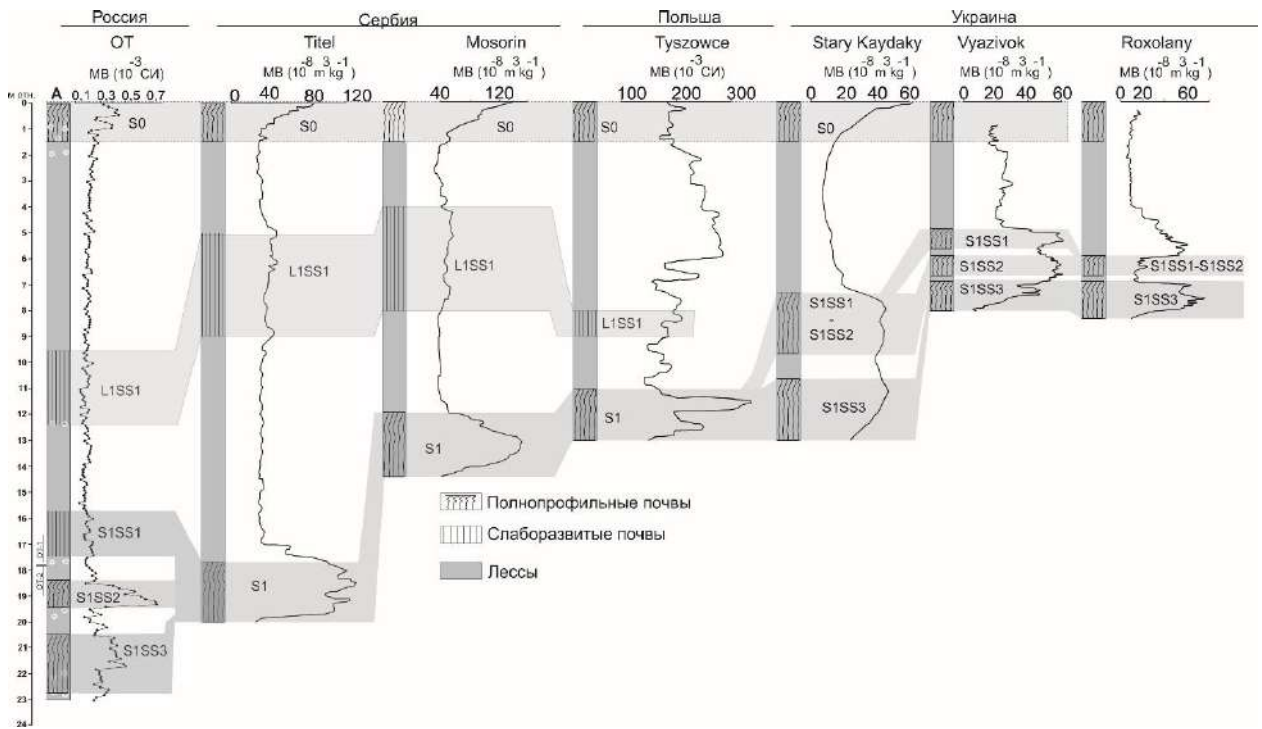 Россия Сербия Польша Украина
ОТ Titel Mosorin Tyszowce Stary Kaydaky Vyazivok Roxolany
МВ (10⁻³ СИ) МВ (10⁻⁸ m³ kg⁻¹) МВ (10⁻⁸ m³ kg⁻¹) МВ (10⁻³ СИ) МВ (10⁻⁸ m³ kg⁻¹) МВ (10⁻⁸ m³ kg⁻¹) МВ (10⁻⁸ m³ kg⁻¹)
м отн. А 0.1 0.3 0.5 0.7 0 40 80 120 40 120 100 200 300 0 20 40 60 0 20 40 60 20 60
0
S0 S0 S0 S0 S0
1
2
3
4
5
S1SS1
6
L1SS1 L1SS1 S1SS2 S1SS1-S1SS2
7
S1SS3 S1SS3
S1SS1
8
-
L1SS1 S1SS2
9
10
L1SS1
11
S1SS3
S1
12
S1
13
14
Полнопрофильные почвы
15
Слаборазвитые почвы
16
S1SS1
17
Лессы
ОТ-1
18
S1
ОТ-2
19
S1SS2
20
21
S1SS3
22
23
24